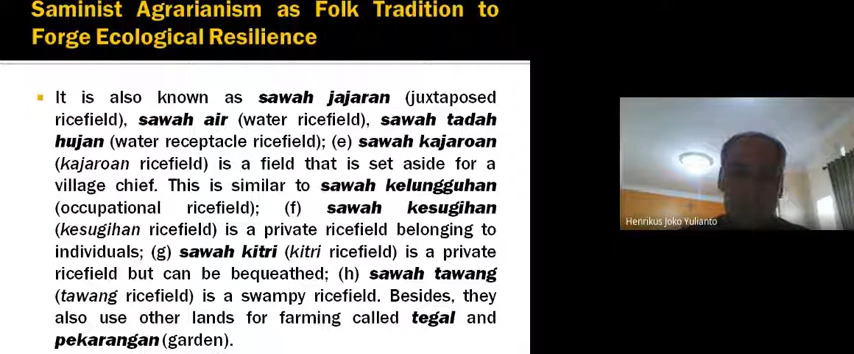 Saminist Agrarianism as Folk Tradition to
Forge Ecological Resilience
It is also known as sawah jajaran (juxtaposed
ricefield), sawah air (water ricefield), sawah tadah
hujan (water receptacle ricefield); (e) sawah kajaroan
(kajaroan ricefield) is a field that is set aside for a
village chief. This is similar to sawah kelungguhan
(occupational ricefield); (f) sawah kesugihan
(kesugihan ricefield) is a private ricefield belonging to
individuals; (g) sawah kitri (kitri ricefield) is a private
ricefield but can be bequeathed; (h) sawah tawang
(tawang ricefield) is a swampy ricefield. Besides, they
also use other lands for farming called tegal and
pekarangan (garden).
Henrikus Joko Yulianto